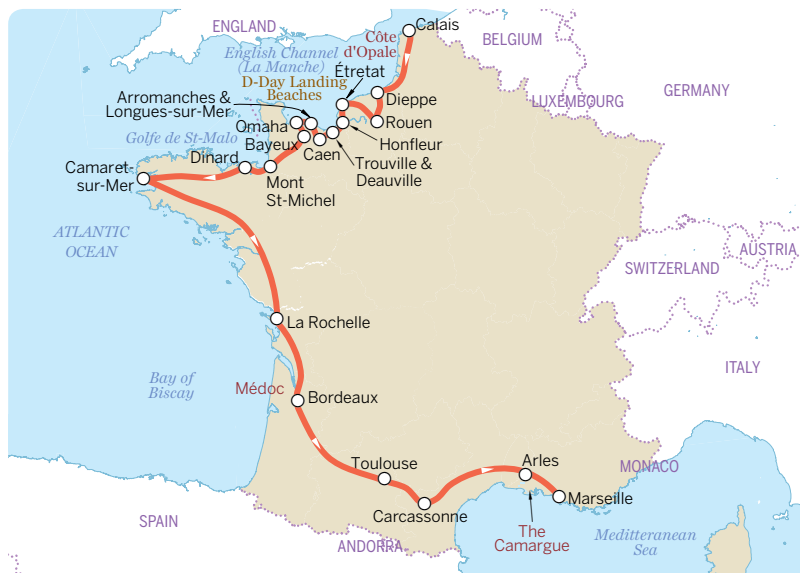 ENGLAND
Calais
Côte
d'Opale
BELGIUM
English Channel
(La Manche)
Étretat
D-Day Landing
Beaches
GERMANY
Arromanches &
Longues-sur-Mer
Dieppe
LUXEMBOURG
Omaha
Rouen
Golfe de St-Malo
Bayeux
Honfleur
Caen
Dinard
Trouville &
Deauville
Camaret-
sur-Mer
Mont
St-Michel
ATLANTIC
OCEAN
AUSTRIA
SWITZERLAND
La Rochelle
ITALY
Bay of
Biscay
Médoc
Bordeaux
Toulouse
Arles
MONACO
Marseille
Carcassonne
SPAIN
The
Camargue
Meditteranean
Sea
ANDORRA